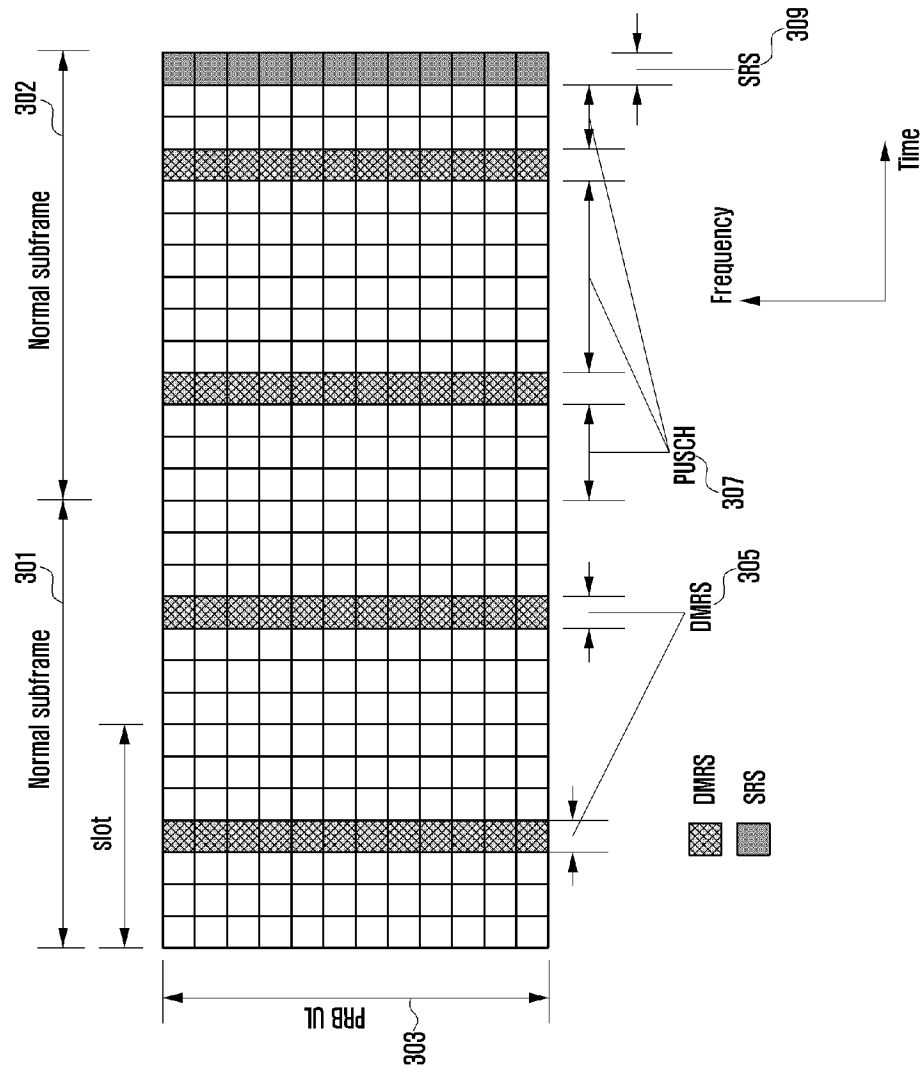 Normal subframe
301
Normal subframe
302
slot
PRB UL
303
DMRS
305
PUSCH
307
SRS
309
DMRS
SRS
Frequency
Time